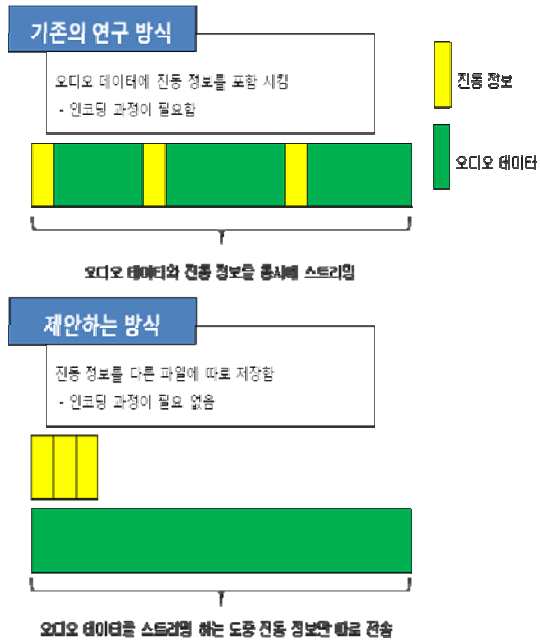 기존의 연구 방식
오디오 데이터에 진동 정보를 포함 시킴
- 인코딩 과정이 필요함
진동 정보
오디오 데이터
오디오 데이터와 진동 정보를 동시에 스트리밍
제안하는 방식
진동 정보를 다른 파일에 따로 저장함
- 인코딩 과정이 필요 없음
오디오 데이터를 스트리밍 하는 도중 진동 정보만 따로 전송